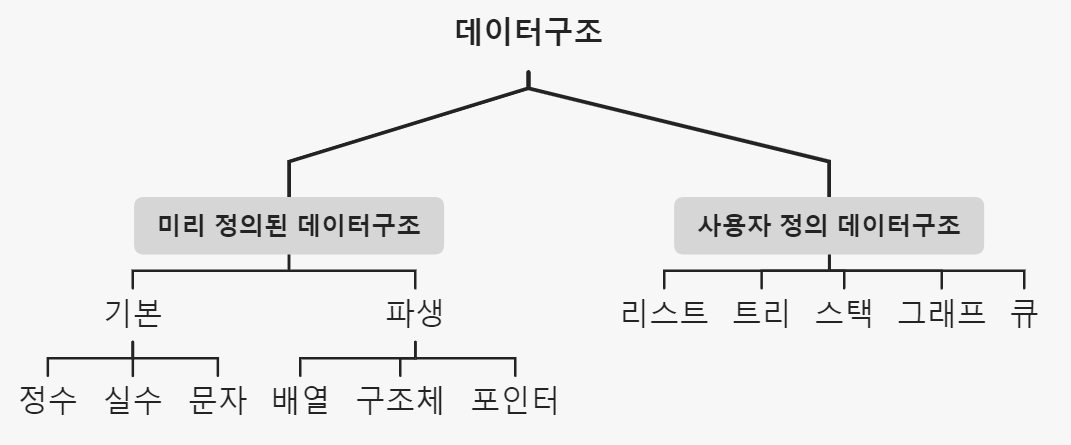 데이터구조
미리 정의된 데이터구조
사용자 정의 데이터구조
기본
파생
리스트
트리
스택
그래프
큐
정수
실수
문자
배열
구조체
포인터